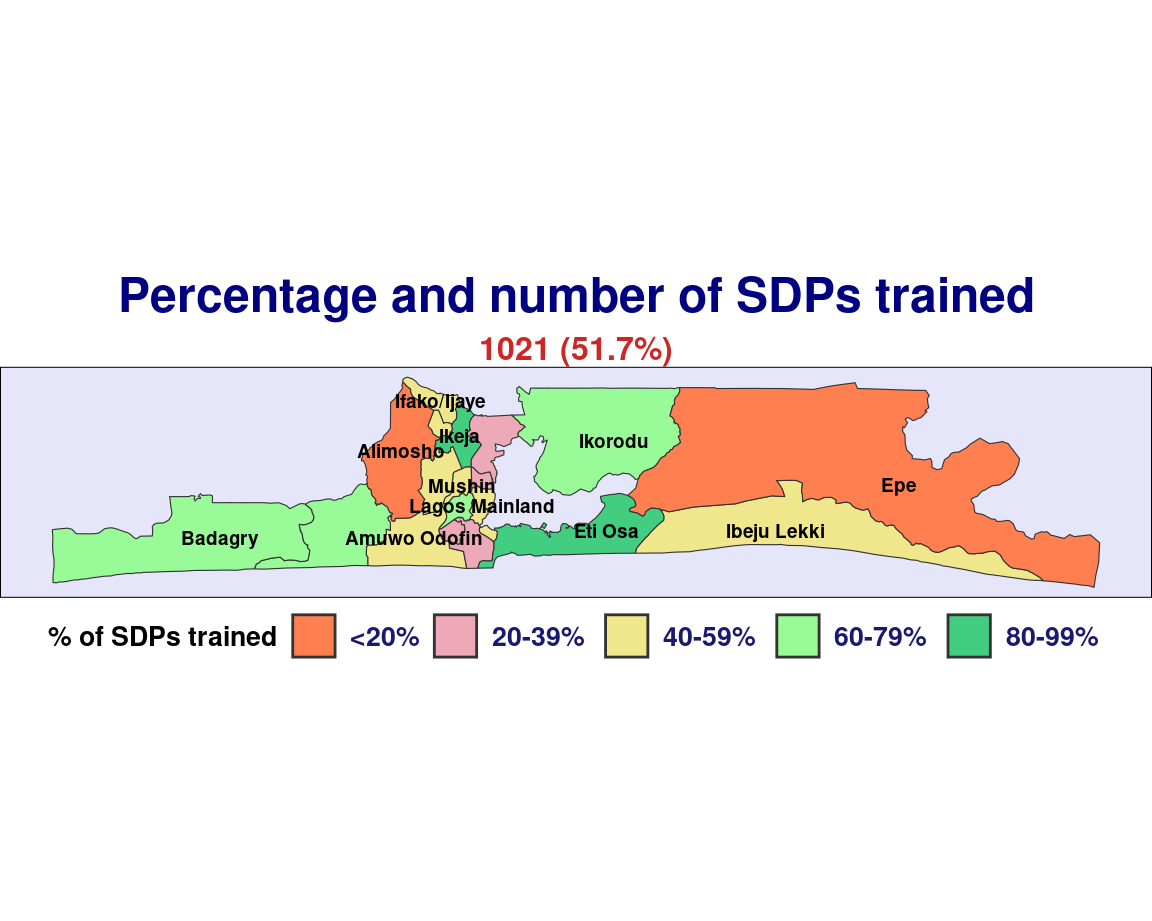 Percentage and number of SDPs trained
1021 (51.7%)
Ifako/Ijaye
Ikeja
Ikorodu
Alimosho
Mushin
Epe
Lagos Mainland
Badagry
Amuwo Odofin
Eti Osa
Ibeju Lekki
% of SDPs trained <20% 20-39% 40-59% 60-79% 80-99%